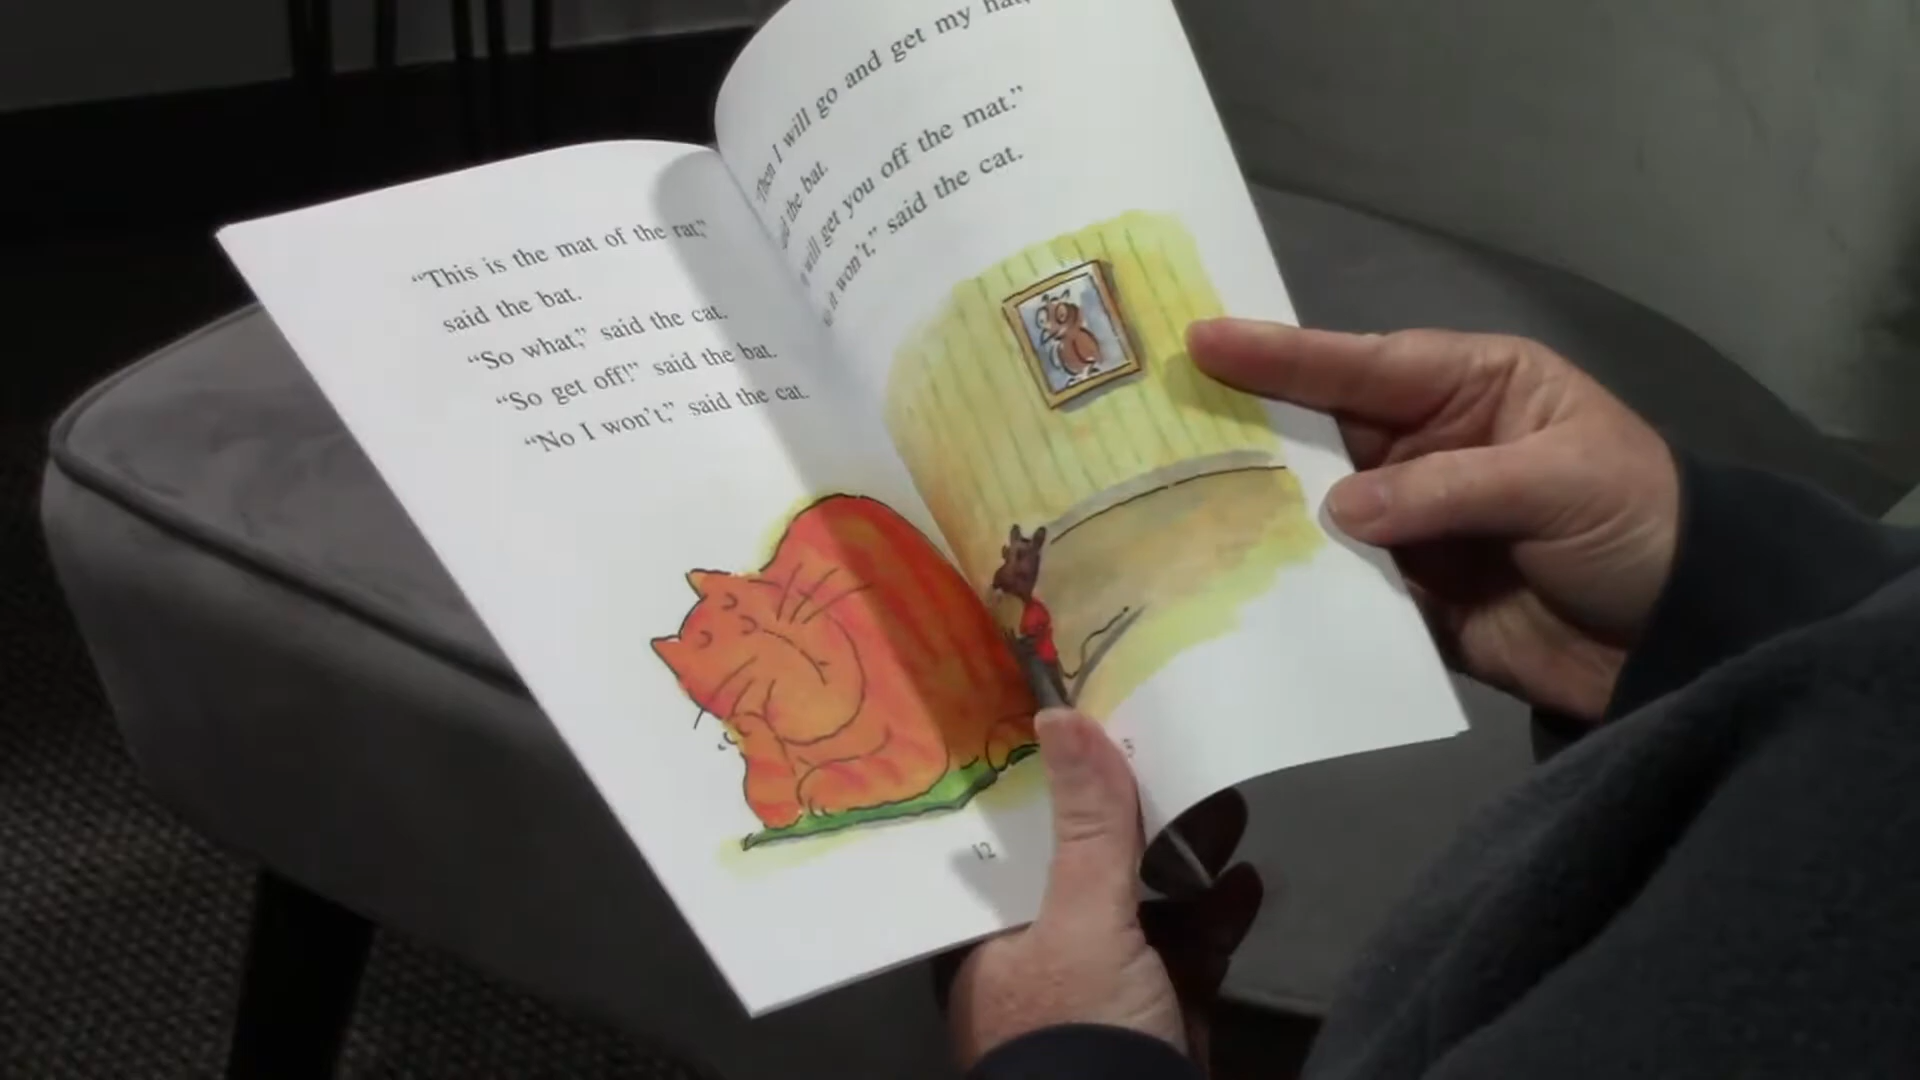 “This is the mat of the rat,”
said the bat.
“So what,” said the cat.
“So get off!” said the bat.
“No I won’t,” said the cat.
12
“Then I will go and get my hat,”
the bat.
will get you off the mat.”
it won’t,” said the cat.